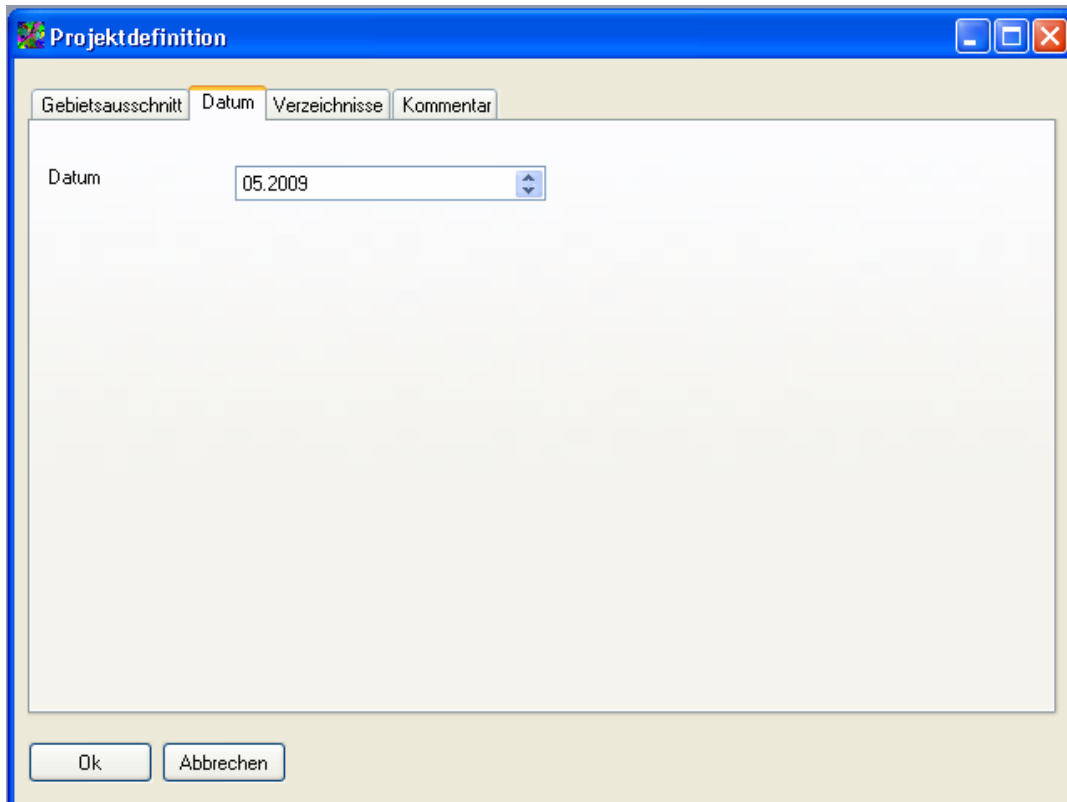 Projektdefinition
Gebietsausschnitt Datum Verzeichnisse Kommentar
Datum 05.2009
Ok Abbrechen